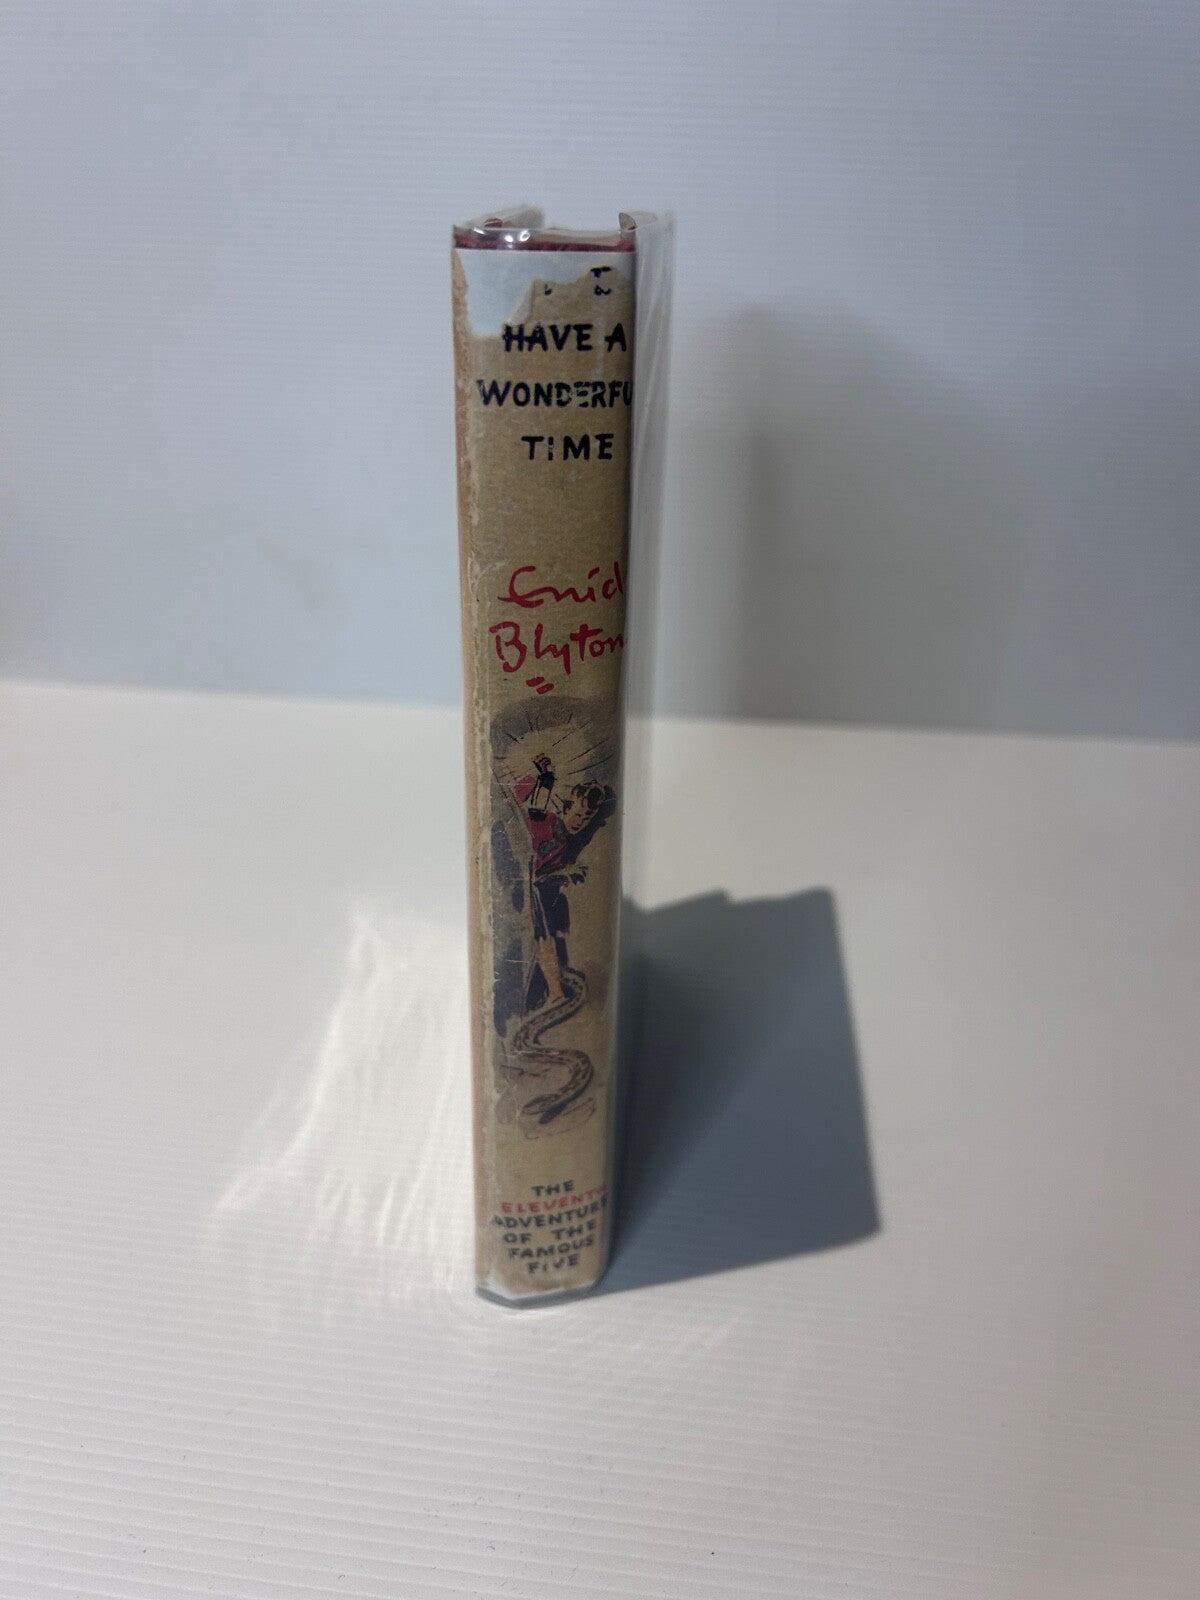 HAVE A
WONDERFU
TIME
Enid
Blyton
THE
ELEVENTH
ADVENTURE
OF THE
FAMOUS
FIVE